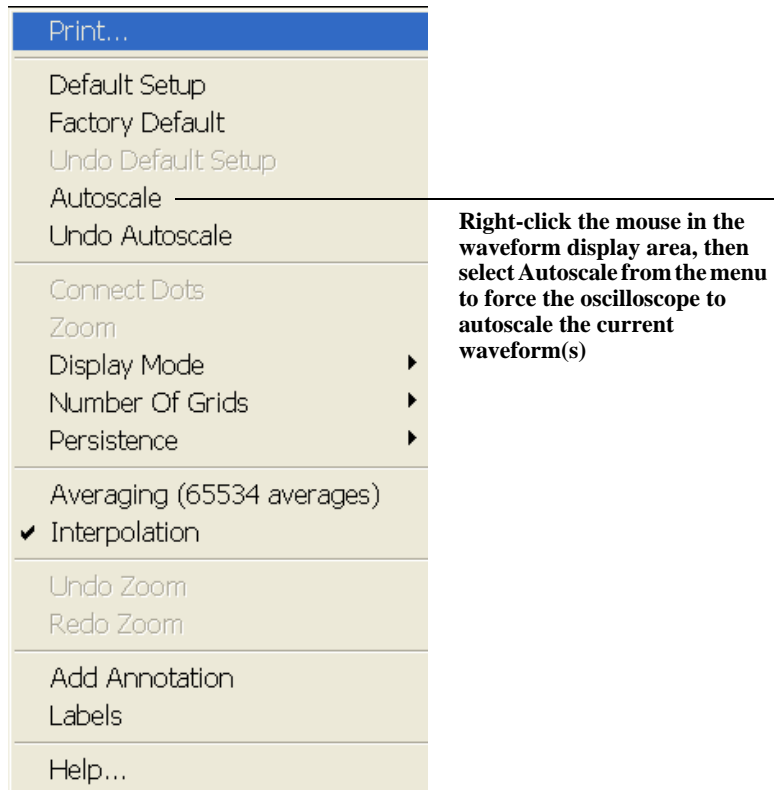 Print...
Default Setup
Factory Default
Undo Default Setup
Autoscale
Undo Autoscale
Connect Dots
Zoom
Display Mode
Number Of Grids
Persistence
Averaging (65534 averages)
Interpolation
Undo Zoom
Redo Zoom
Add Annotation
Labels
Help...
Right-click the mouse in the
waveform display area, then
select Autoscale from the menu
to force the oscilloscope to
autoscale the current
waveform(s)